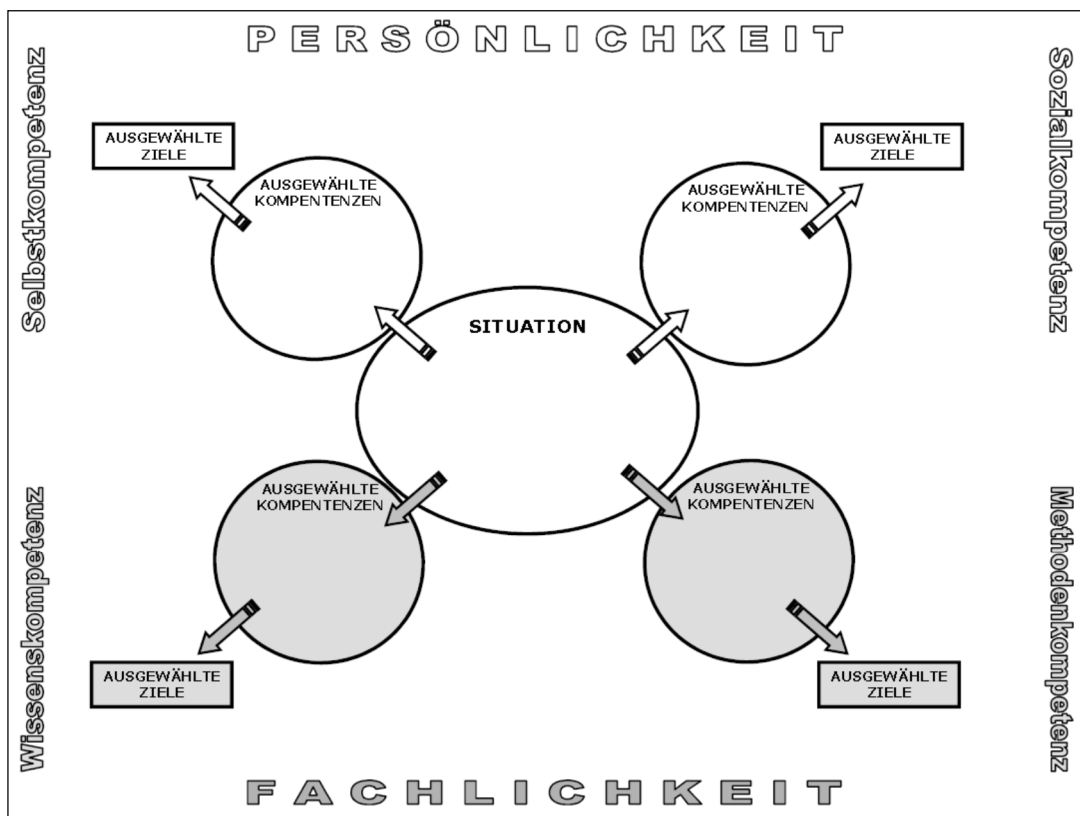 PERSÖNLICHKEIT
Selbstkompetenz
Sozialkompetenz
AUSGEWÄHLTE
ZIELE
AUSGEWÄHLTE
KOMPENTENZEN
AUSGEWÄHLTE
KOMPENTENZEN
AUSGEWÄHLTE
ZIELE
SITUATION
Wissenskompetenz
Methodenkompetenz
AUSGEWÄHLTE
KOMPENTENZEN
AUSGEWÄHLTE
KOMPENTENZEN
AUSGEWÄHLTE
ZIELE
AUSGEWÄHLTE
ZIELE
FACHLICHKEIT